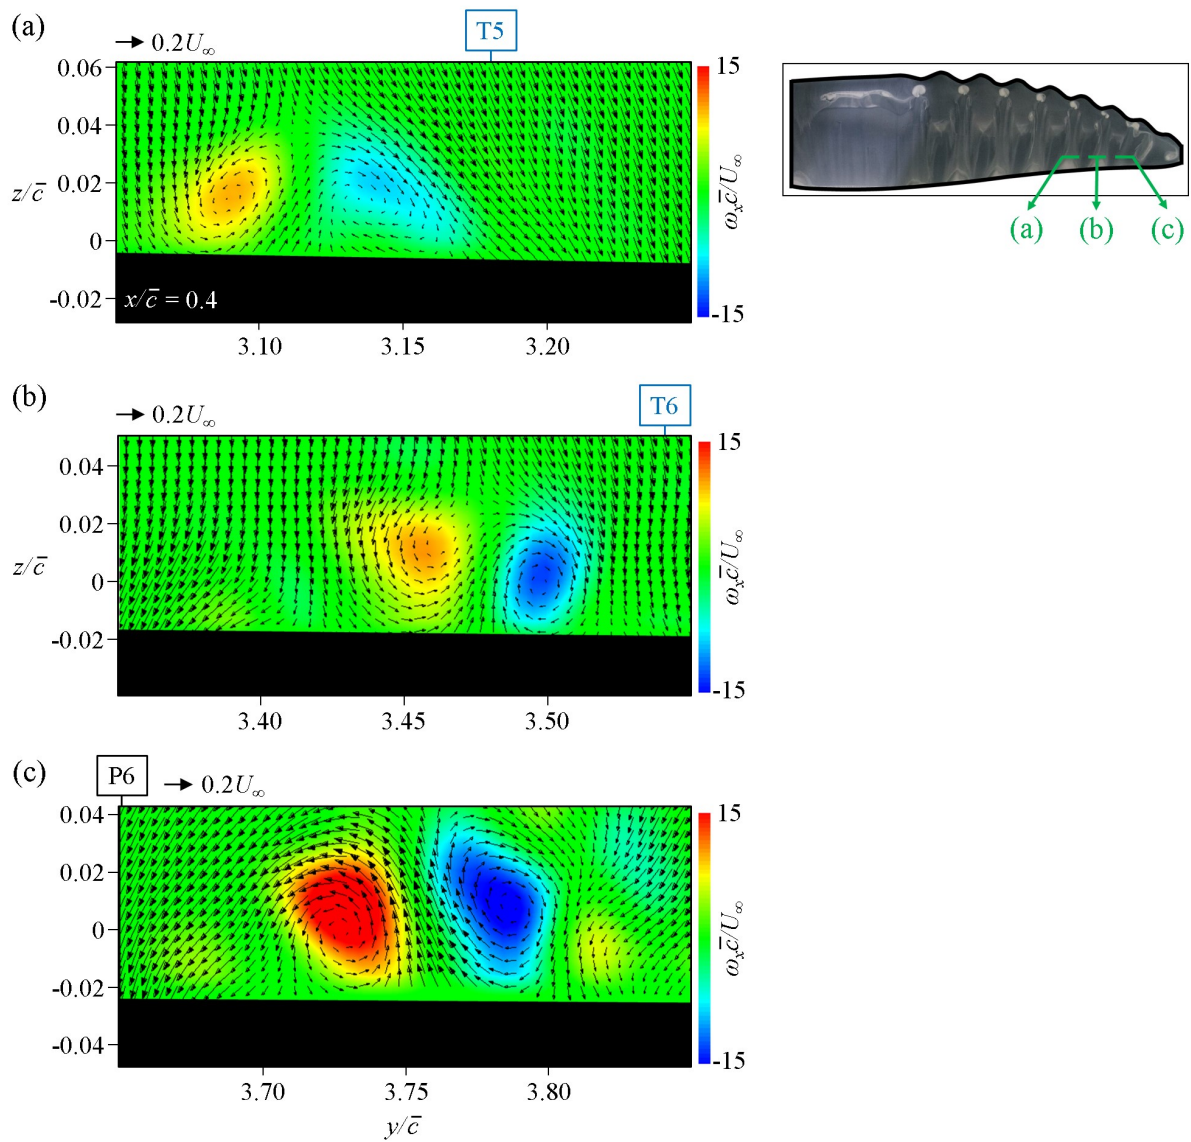 (a)
T5
→ 0.2U∞
0.06
0.04
0.02
0
-0.02
z/c̄
x/c̄ = 0.4
3.10 3.15 3.20
15
-15
ωₓc̄/U∞
(a) (b) (c)
(b)
T6
→ 0.2U∞
0.04
0.02
0
-0.02
z/c̄
3.40 3.45 3.50
15
-15
ωₓc̄/U∞
(c)
P6
→ 0.2U∞
0.04
0.02
0
-0.02
-0.04
z/c̄
3.70 3.75 3.80
y/c̄
15
-15
ωₓc̄/U∞